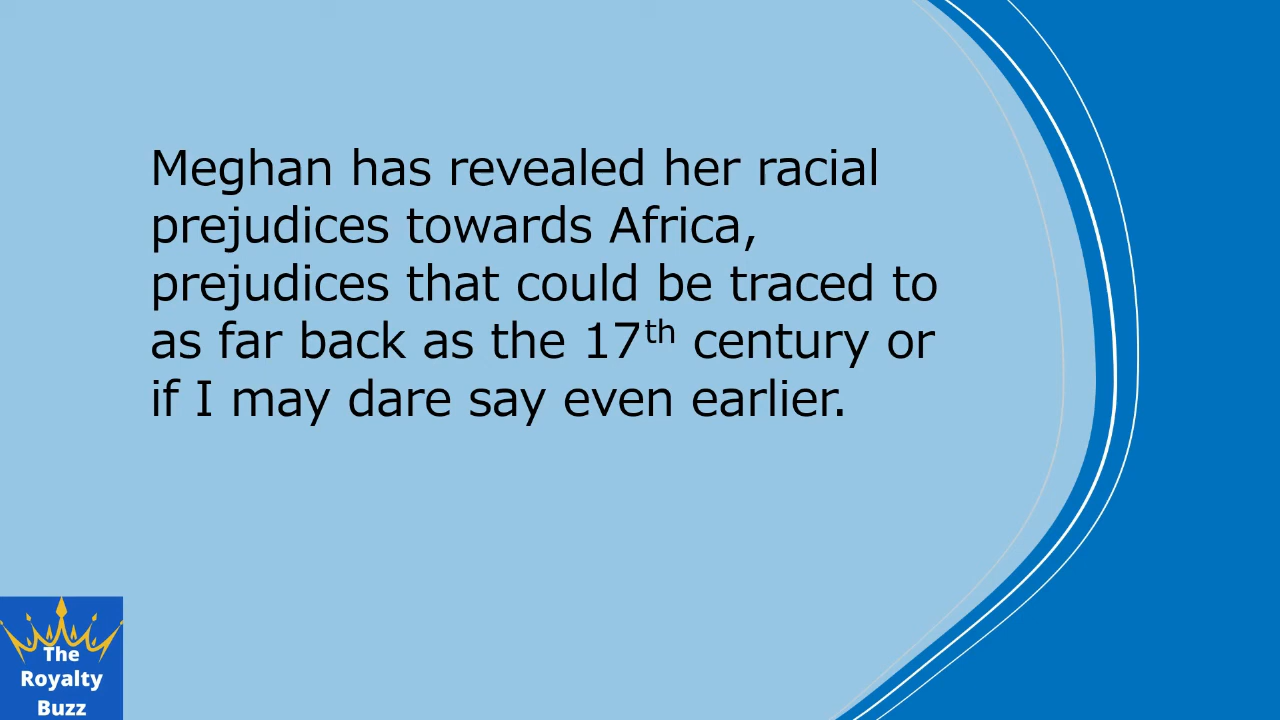 Meghan has revealed her racial
prejudices towards Africa,
prejudices that could be traced to
as far back as the 17th century or
if I may dare say even earlier.
The
Royalty
Buzz